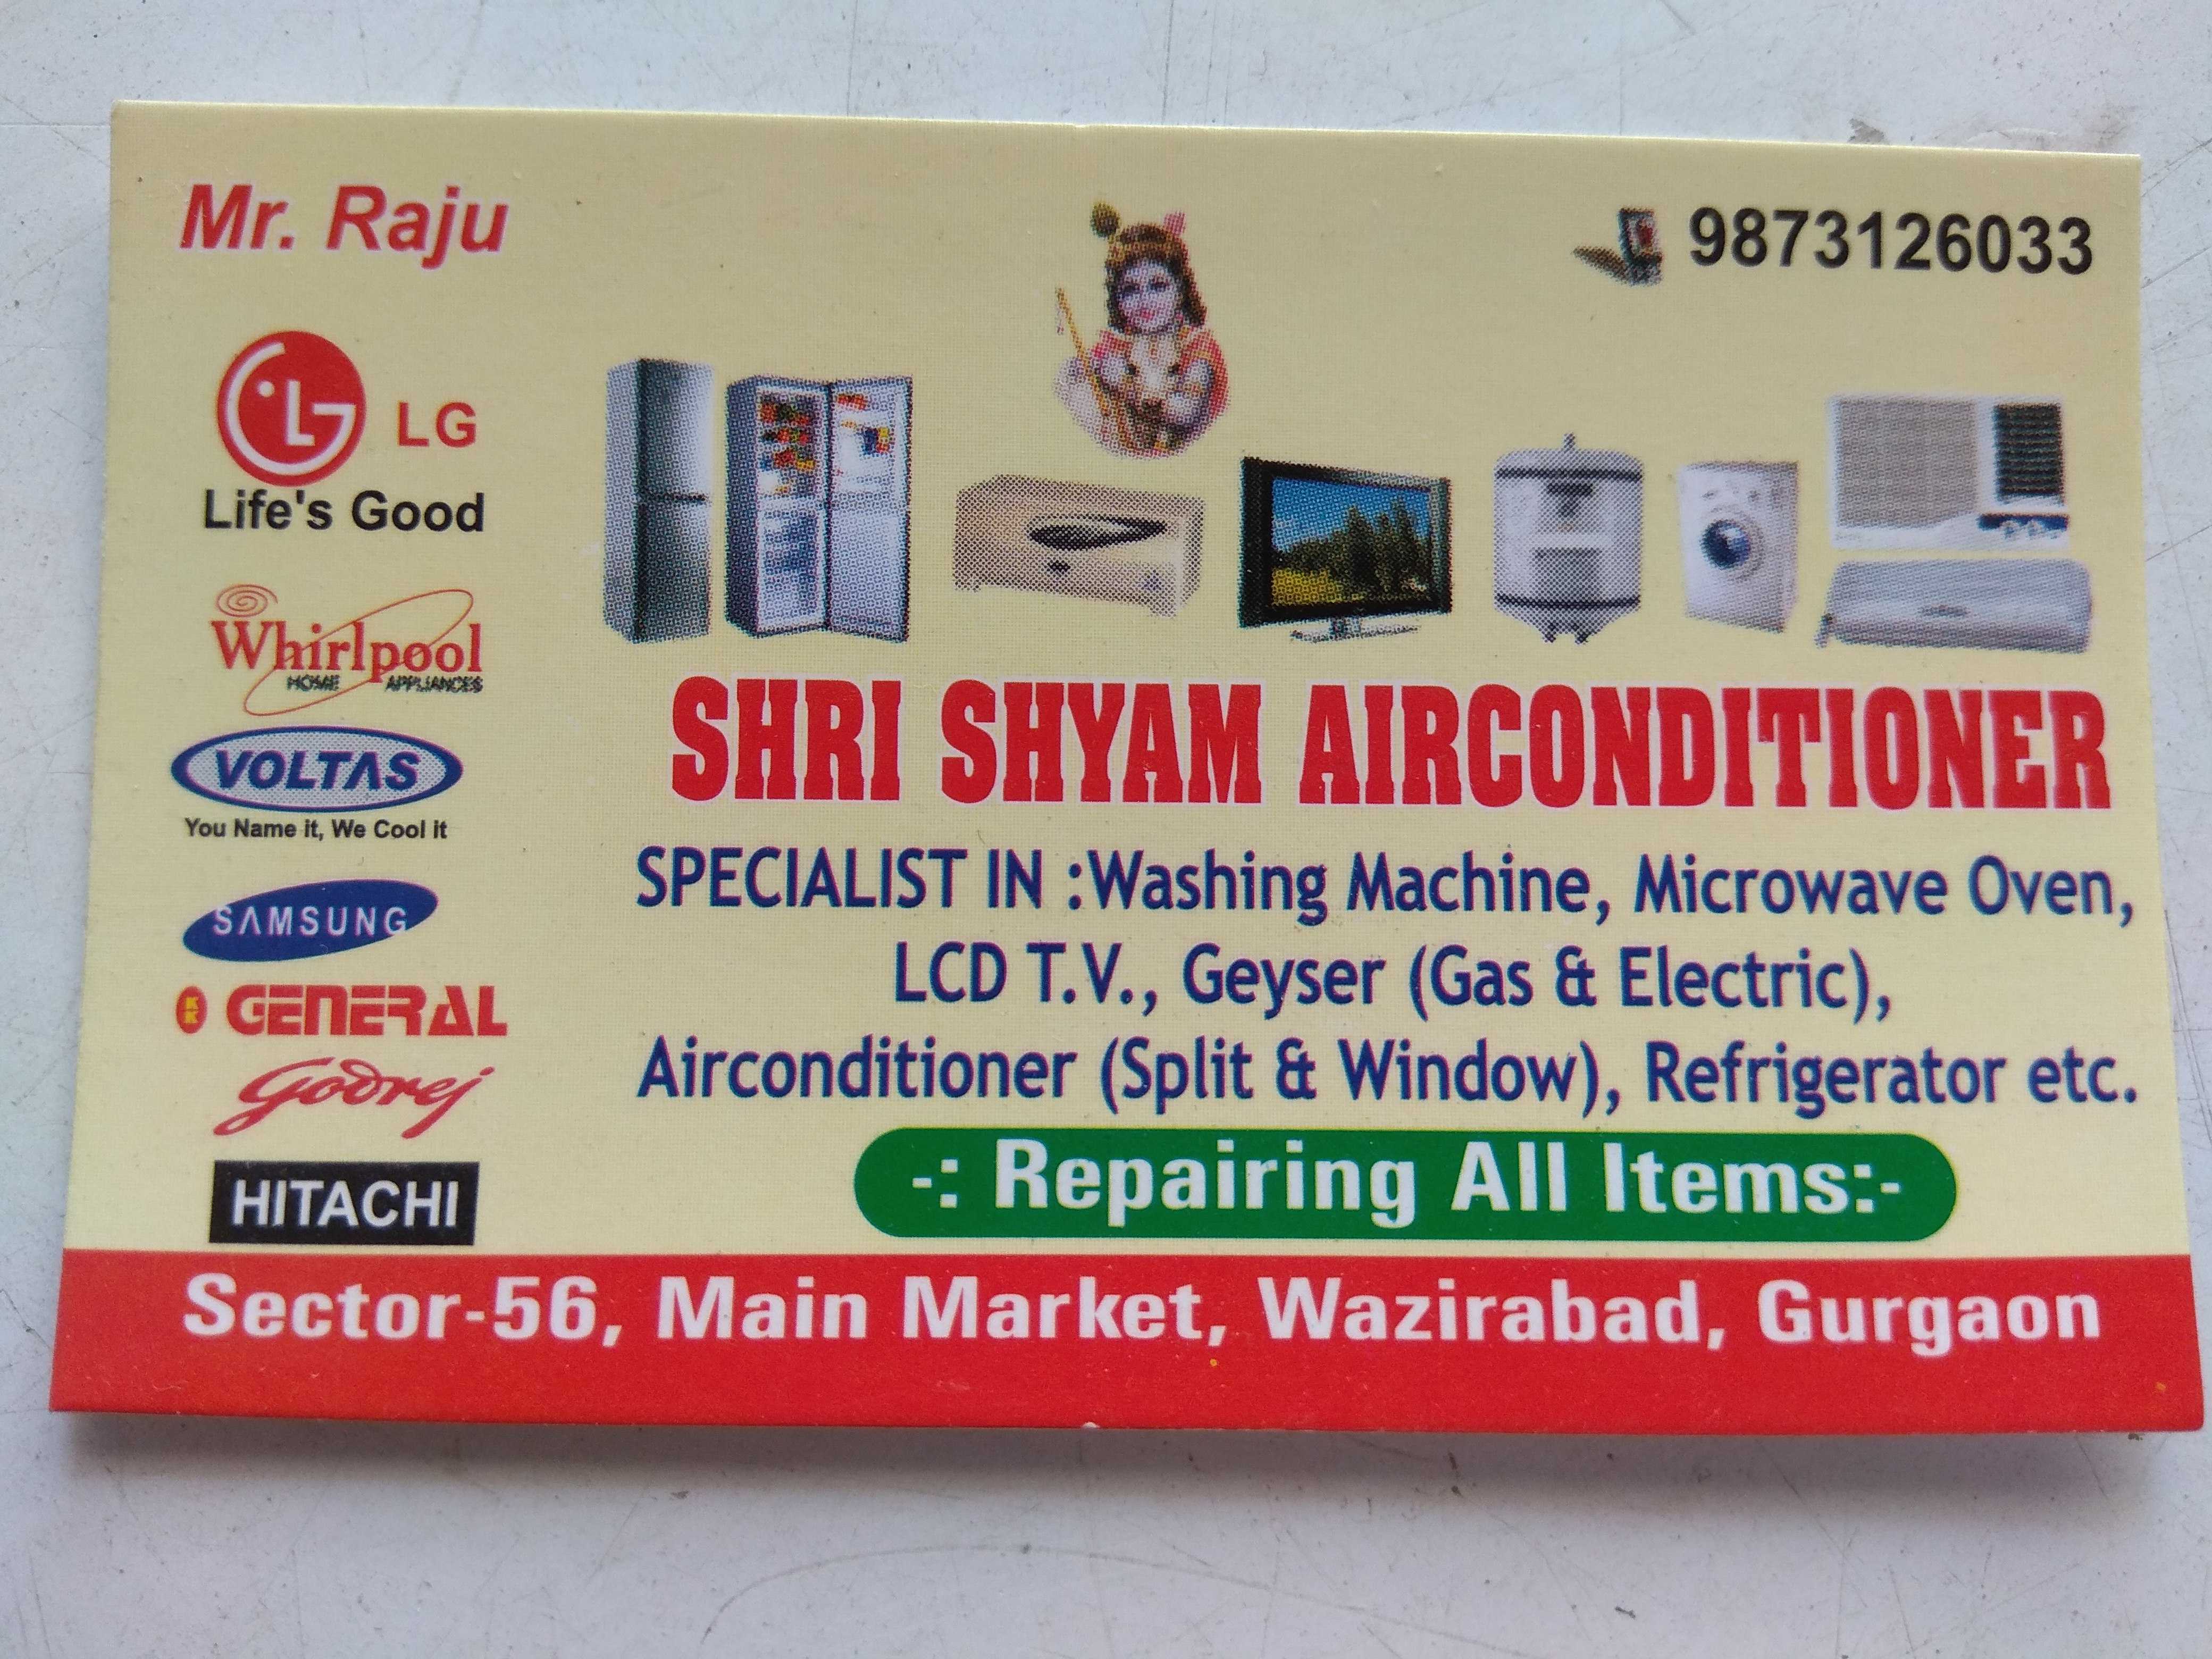 Mr. Raju
9873126033
LG
Life's Good
Whirlpool
HOME APPLIANCES
VOLTAS
You Name it, We Cool it
SAMSUNG
GENERAL
Godrej
HITACHI
SHRI SHYAM AIRCONDITIONER
SPECIALIST IN :Washing Machine, Microwave Oven,
LCD T.V., Geyser (Gas & Electric),
Airconditioner (Split & Window), Refrigerator etc.
-: Repairing All Items:-
Sector-56, Main Market, Wazirabad, Gurgaon